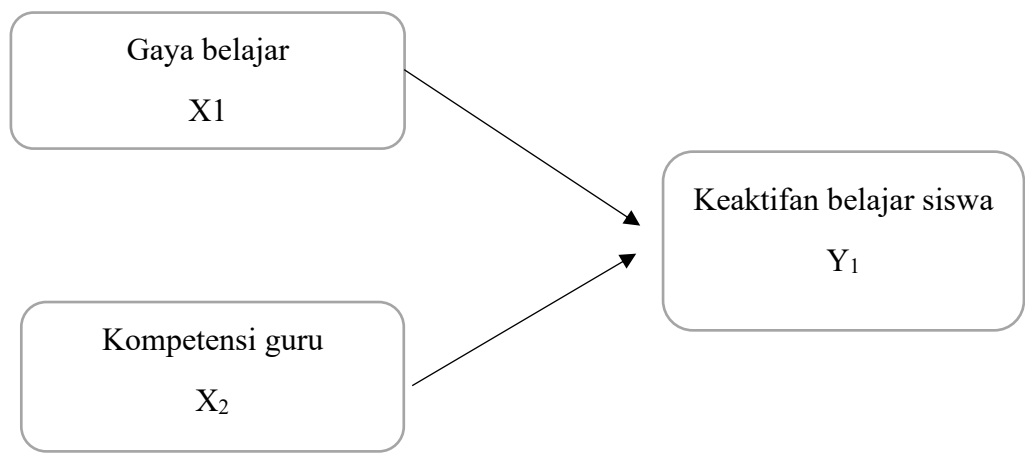 Gaya belajar
X1
Keaktifan belajar siswa
Y₁
Kompetensi guru
X₂